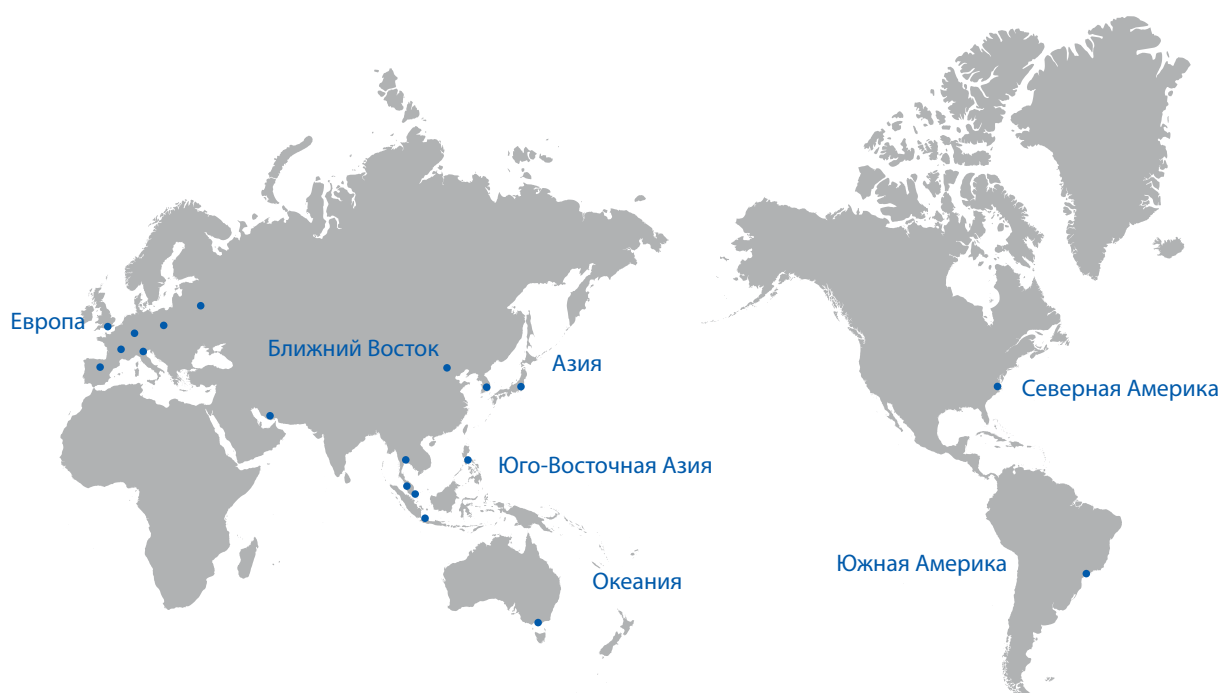 Европа
Ближний Восток
Азия
Северная Америка
Юго-Восточная Азия
Южная Америка
Океания